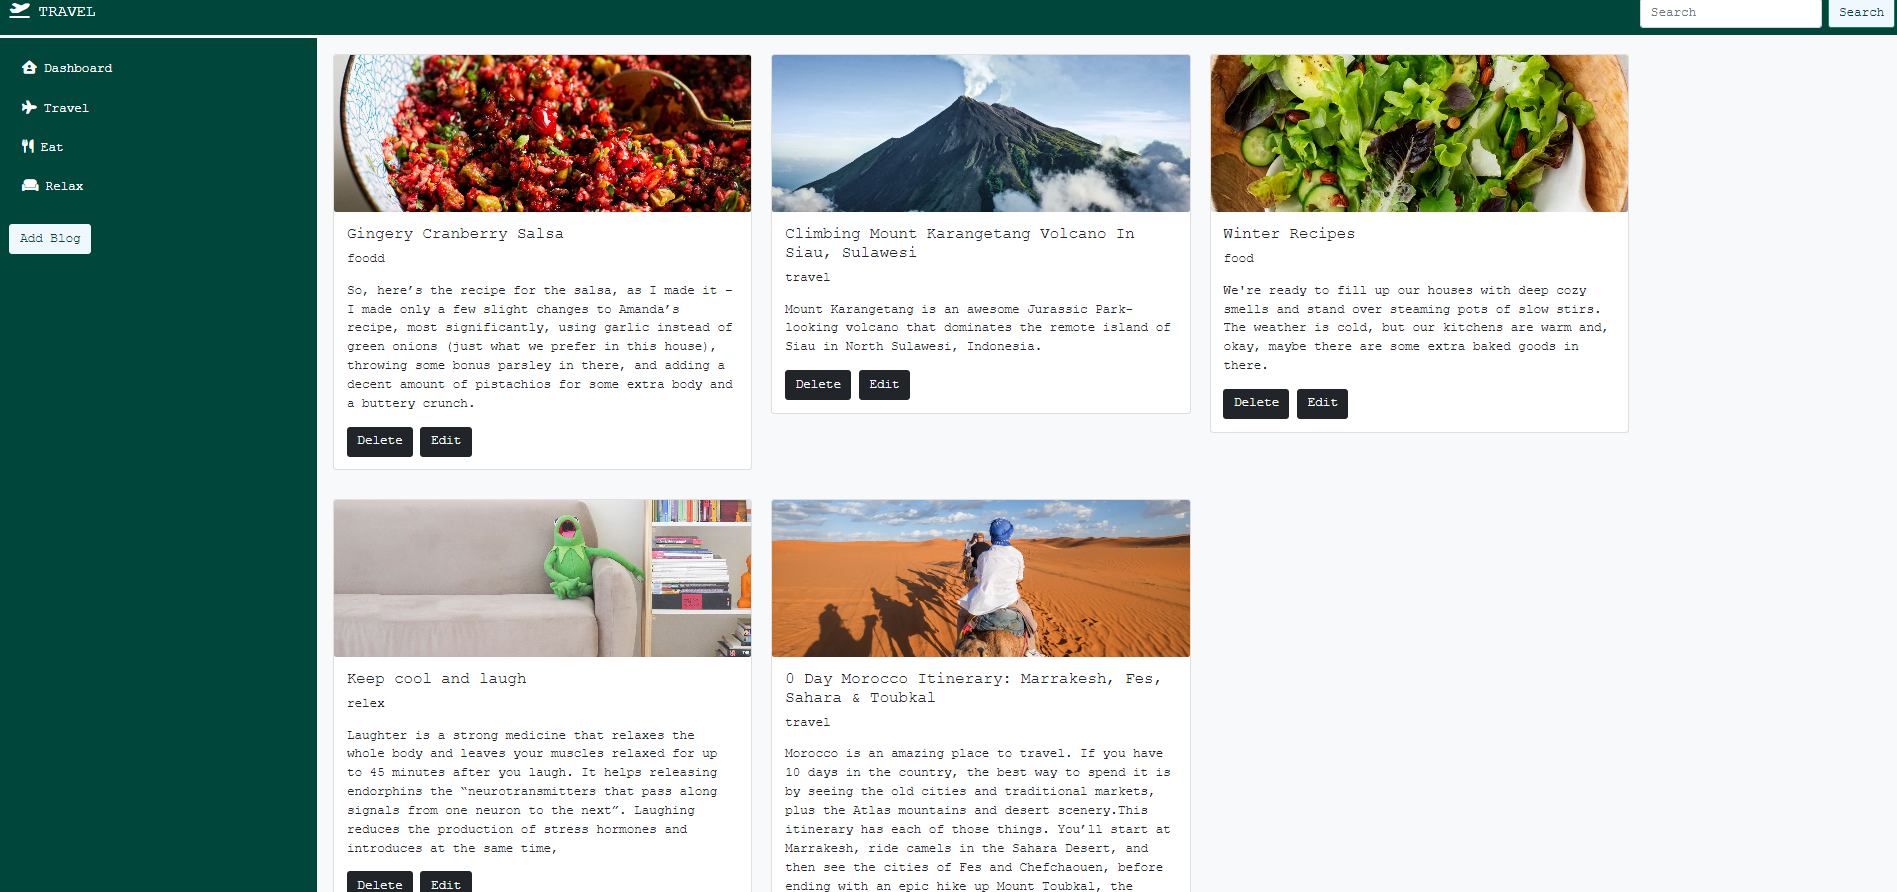 TRAVEL
Search
Search
Dashboard
Travel
Eat
Relax
Add Blog
Gingery Cranberry Salsa
foodd
So, here’s the recipe for the salsa, as I made it –
I made only a few slight changes to Amanda’s
recipe, most significantly, using garlic instead of
green onions (just what we prefer in this house),
throwing some bonus parsley in there, and adding a
decent amount of pistachios for some extra body and
a buttery crunch.
Delete
Edit
Climbing Mount Karangetang Volcano In
Siau, Sulawesi
travel
Mount Karangetang is an awesome Jurassic Park-
looking volcano that dominates the remote island of
Siau in North Sulawesi, Indonesia.
Delete
Edit
Winter Recipes
food
We're ready to fill up our houses with deep cozy
smells and stand over steaming pots of slow stirs.
The weather is cold, but our kitchens are warm and,
okay, maybe there are some extra baked goods in
there.
Delete
Edit
Keep cool and laugh
relex
Laughter is a strong medicine that relaxes the
whole body and leaves your muscles relaxed for up
to 45 minutes after you laugh. It helps releasing
endorphins the “neurotransmitters that pass along
signals from one neuron to the next”. Laughing
reduces the production of stress hormones and
introduces at the same time,
Delete
Edit
0 Day Morocco Itinerary: Marrakesh, Fes,
Sahara & Toubkal
travel
Morocco is an amazing place to travel. If you have
10 days in the country, the best way to spend it is
by seeing the old cities and traditional markets,
plus the Atlas mountains and desert scenery.This
itinerary has each of those things. You’ll start at
Marrakesh, ride camels in the Sahara Desert, and
then see the cities of Fes and Chefchaouen, before
ending with an epic hike up Mount Toubkal, the